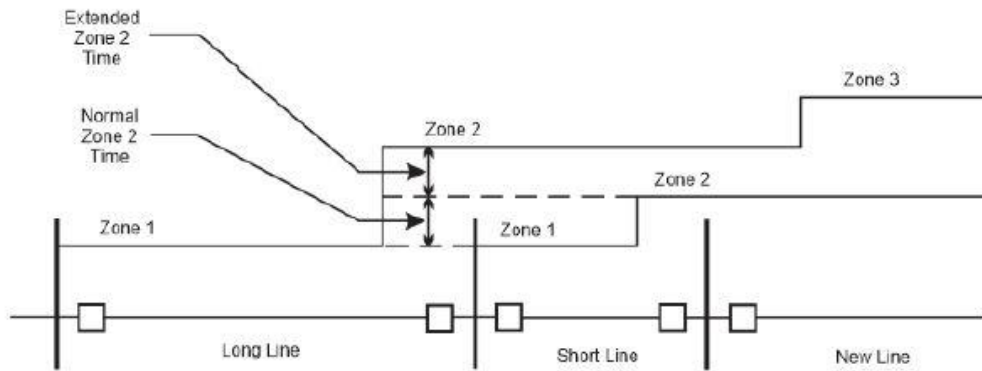 Extended
Zone 2
Time
Normal
Zone 2
Time
Zone 3
Zone 2
Zone 2
Zone 1
Zone 1
Long Line
Short Line
New Line